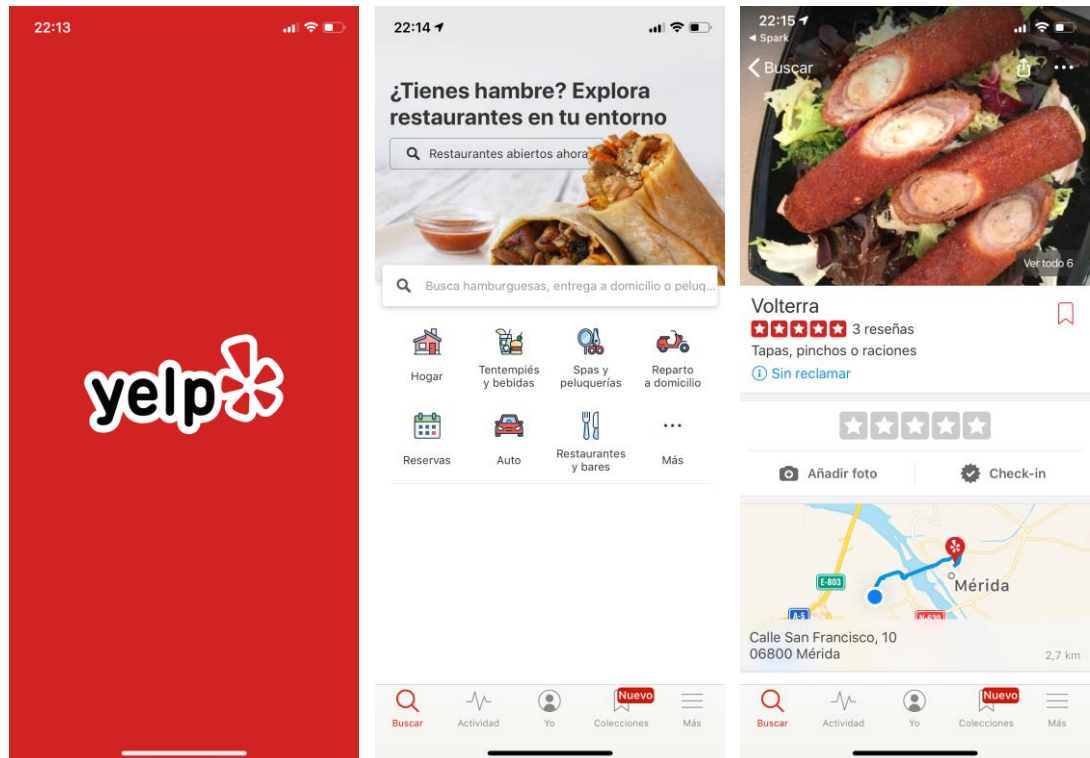 22:13
yelp
22:14
¿Tienes hambre? Explora
restaurantes en tu entorno
Restaurantes abiertos ahora
Busca hamburguesas, entrega a domicilio o peluq...
Hogar
Tentempiés
y bebidas
Spas y
peluquerías
Reparto
a domicilio
Reservas
Auto
Restaurantes
y bares
Más
Buscar
Actividad
Yo
Nuevo
Colecciones
Más
22:15
Spark
Buscar
Ver todo 6
Volterra
3 reseñas
Tapas, pinchos o raciones
Sin reclamar
Añadir foto
Check-in
E-803
Mérida
A-5
N-630
Calle San Francisco, 10
06800 Mérida
2,7 km
Buscar
Actividad
Yo
Nuevo
Colecciones
Más